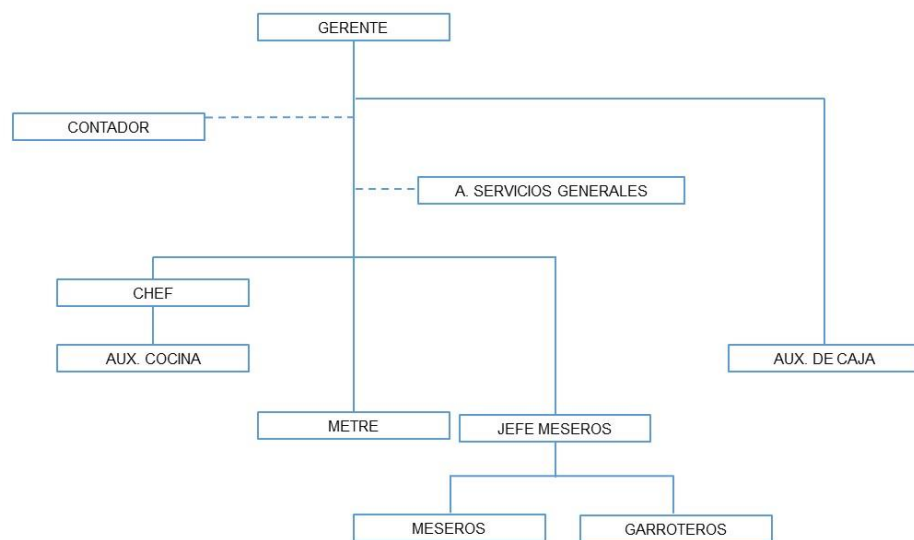 GERENTE
CONTADOR
A. SERVICIOS GENERALES
CHEF
AUX. COCINA
AUX. DE CAJA
METRE
JEFE MESEROS
MESEROS
GARROTEROS